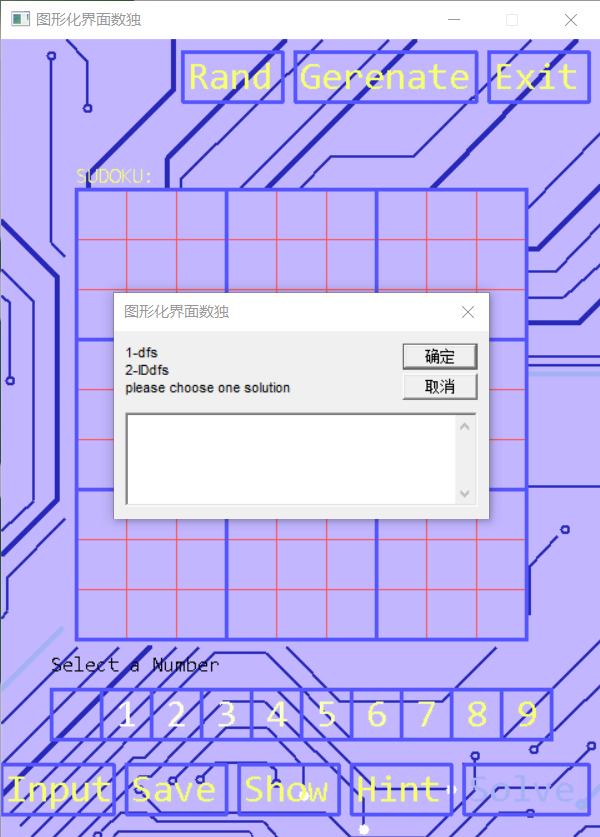 图形化界面数独
Rand Gerenate Exit
SUDOKU:
图形化界面数独
1-dfs
2-IDdfs
please choose one solution
确定
取消
Select a Number
1 2 3 4 5 6 7 8 9
Input Save Show Hint Solve